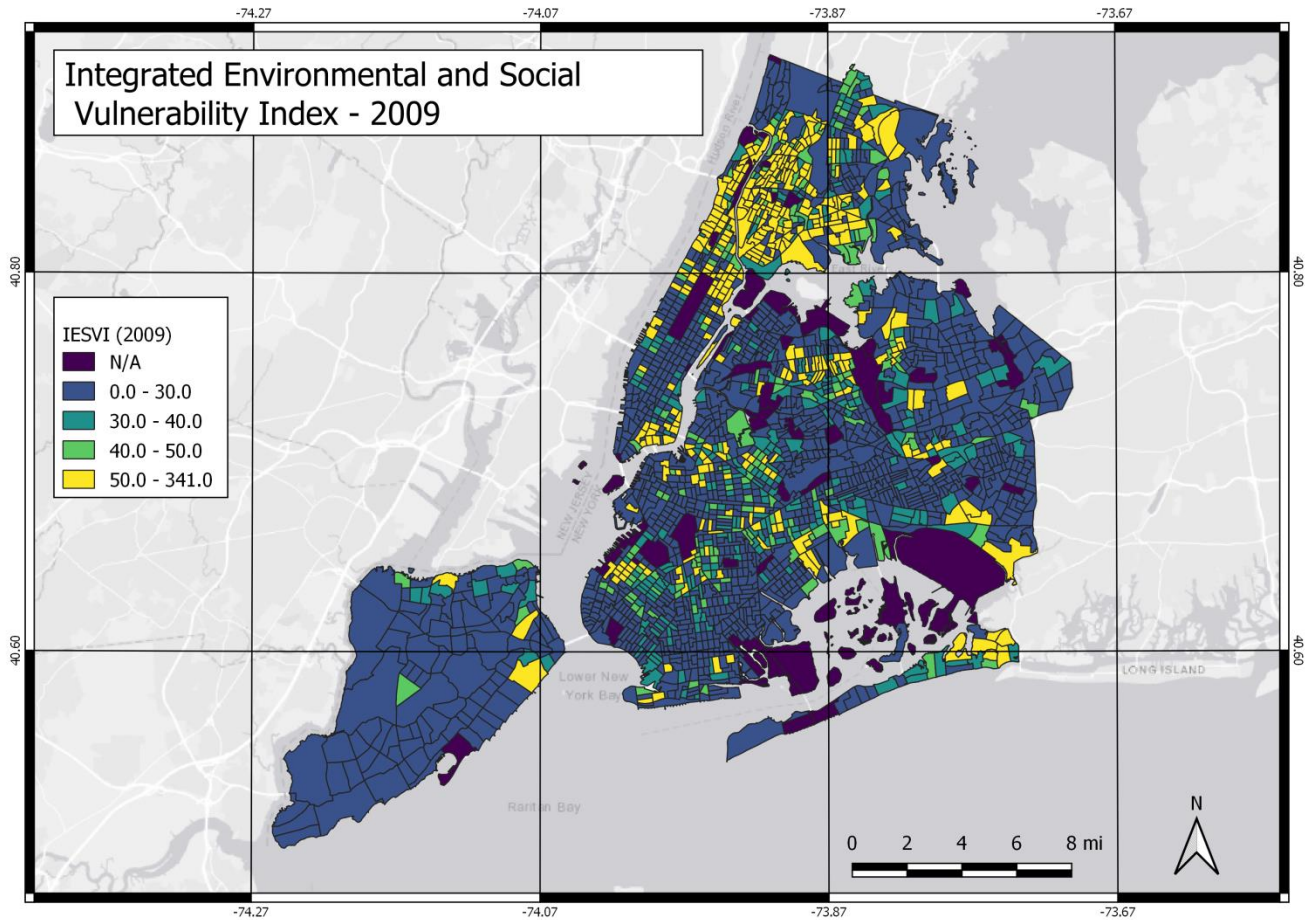 -74.27 -74.07 -73.87 -73.67
Integrated Environmental and Social
Vulnerability Index - 2009
Hudson River
40.80 40.80
East River
IESVI (2009)
N/A
0.0 - 30.0
30.0 - 40.0
40.0 - 50.0
50.0 - 341.0
NEW JERSEY
NEW YORK
40.60 40.60
LONG ISLAND
Lower New
York Bay
Raritan Bay
N
0 2 4 6 8 mi
-74.27 -74.07 -73.87 -73.67